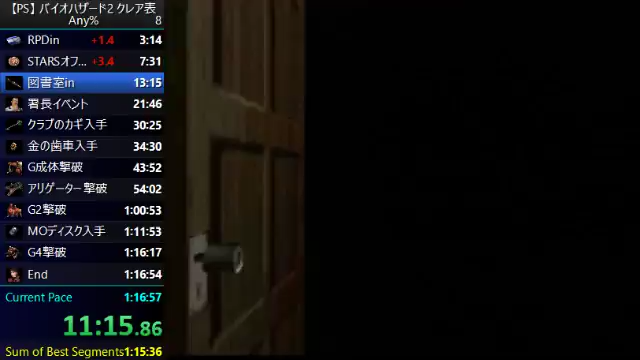 【PS】バイオハザード2 クレア表
Any% 8
RPDin +1.4 3:14
STARSオフ... +3.4 7:31
図書室in 13:15
署長イベント 21:46
クラブのカギ入手 30:25
金の歯車入手 34:30
G成体撃破 43:52
アリゲーター撃破 54:02
G2撃破 1:00:53
MOディスク入手 1:11:53
G4撃破 1:16:17
End 1:16:54
Current Pace 1:16:57
11:15.86
Sum of Best Segments 1:15:36